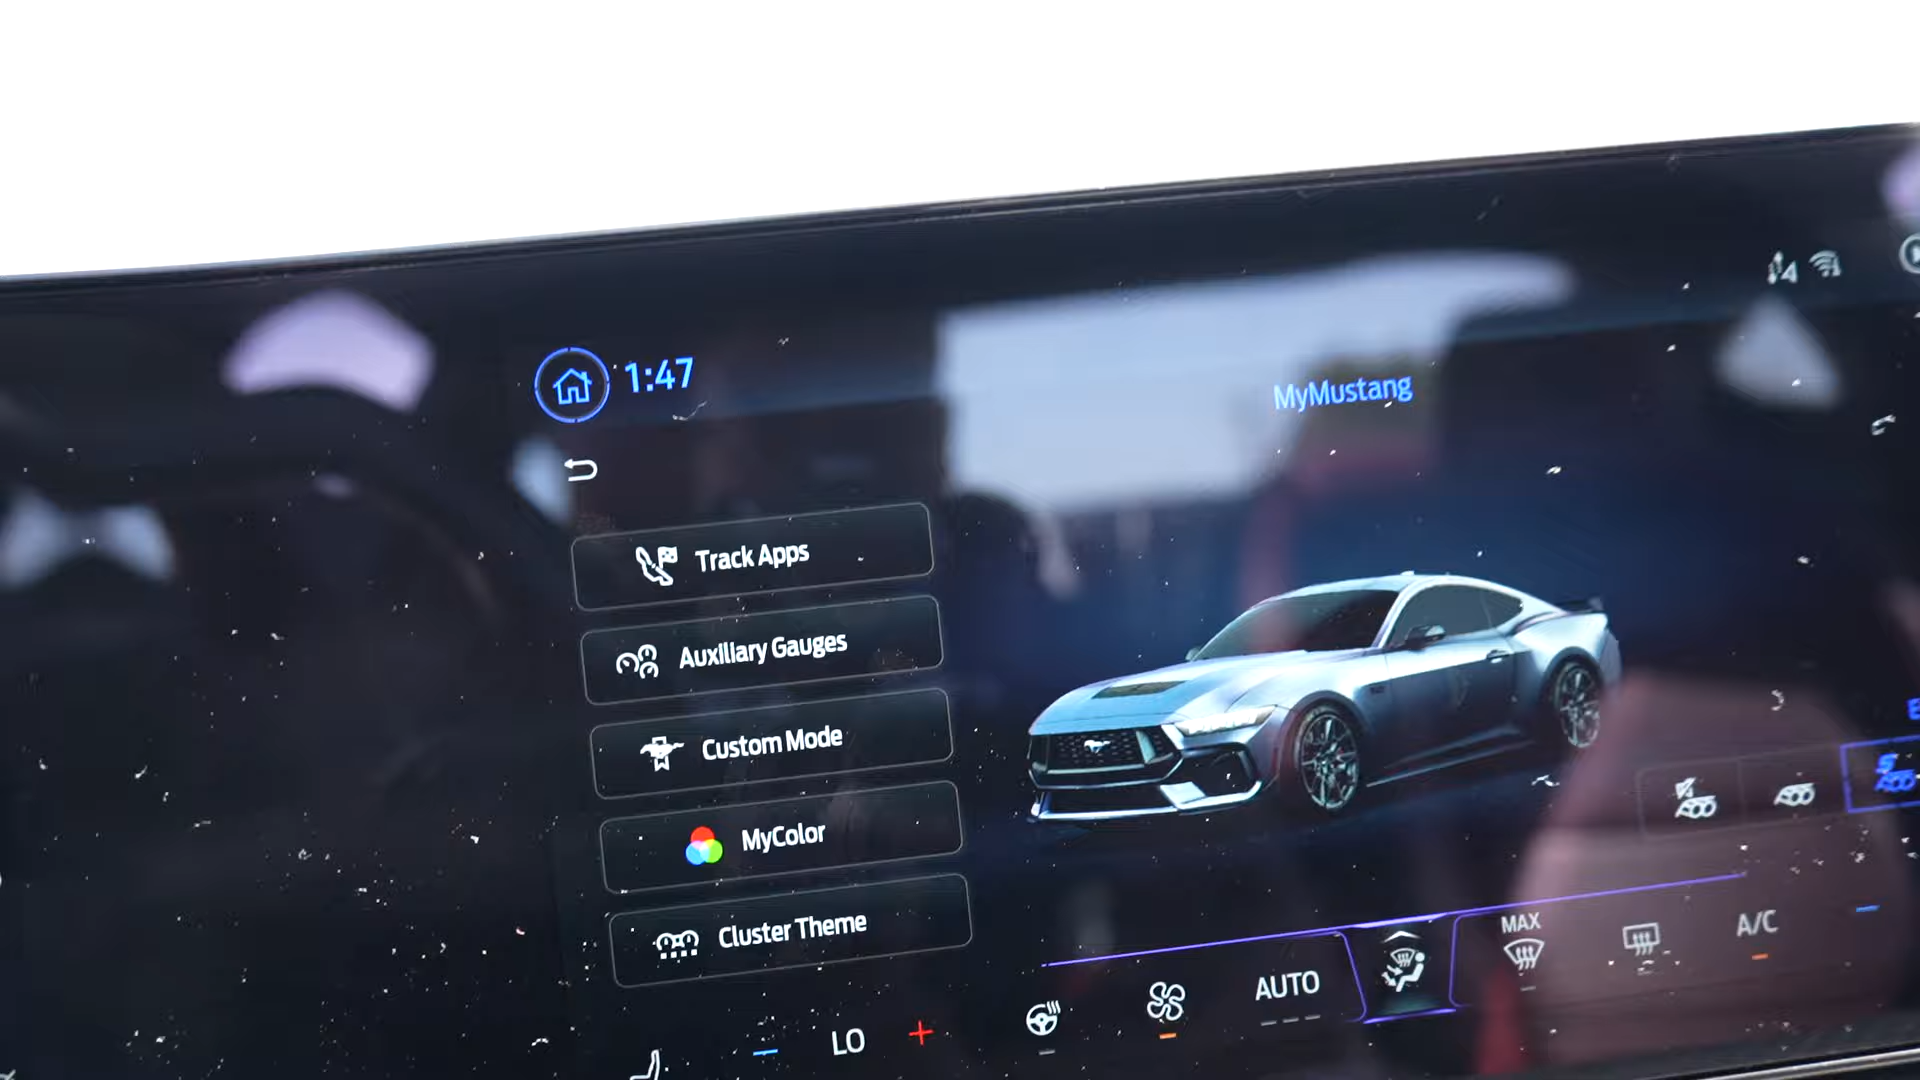 1:47
MyMustang
Track Apps
Auxiliary Gauges
Custom Mode
MyColor
Cluster Theme
MAX
A/C
AUTO
LO